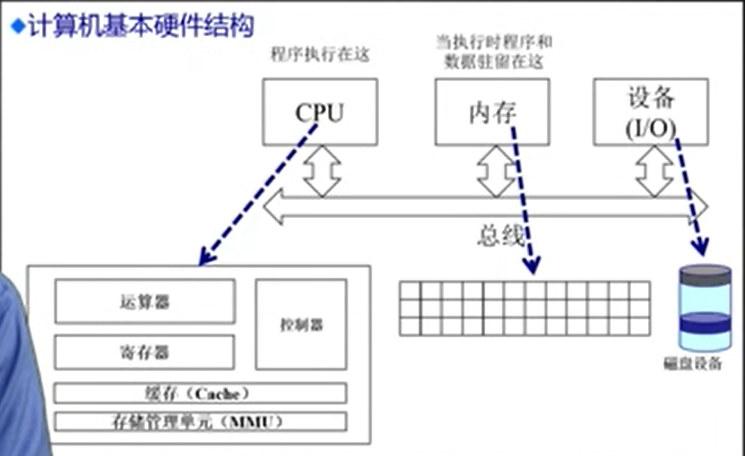 计算机基本硬件结构
程序执行在这
当执行时程序和
数据驻留在这
CPU
内存
设备
(I/O)
总线
运算器
控制器
寄存器
缓存（Cache）
存储管理单元（MMU）
磁盘设备